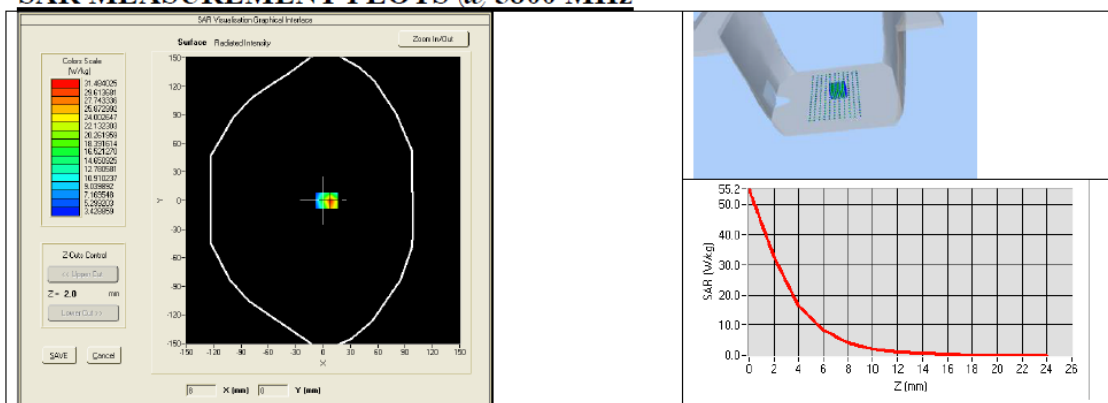 SAR MEASUREMENT PLOTS @ 5800 MHz
SAR Visualisation Graphical Interface
Surface Radiated Intensity
Zoom In/Out
Colors Scale
(W/kg)
31.484025
29.613681
27.743336
25.872992
24.002647
22.132303
20.261959
18.391614
16.521270
14.650925
12.780581
10.910237
9.039892
7.169548
5.299203
3.428859
Z Cuts Control
<< Upper Cut
Z = 2.0 mm
Lower Cut >>
SAVE Cancel
150
120
90
60
30
0
-30
-60
-90
-120
-150
Y
-150 -120 -90 -60 -30 0 30 60 90 120 150
X
8 X (mm) 0 Y (mm)
55.2
50.0
40.0
30.0
20.0
10.0
0.0
SAR (W/kg)
0 2 4 6 8 10 12 14 16 18 20 22 24 26
Z (mm)